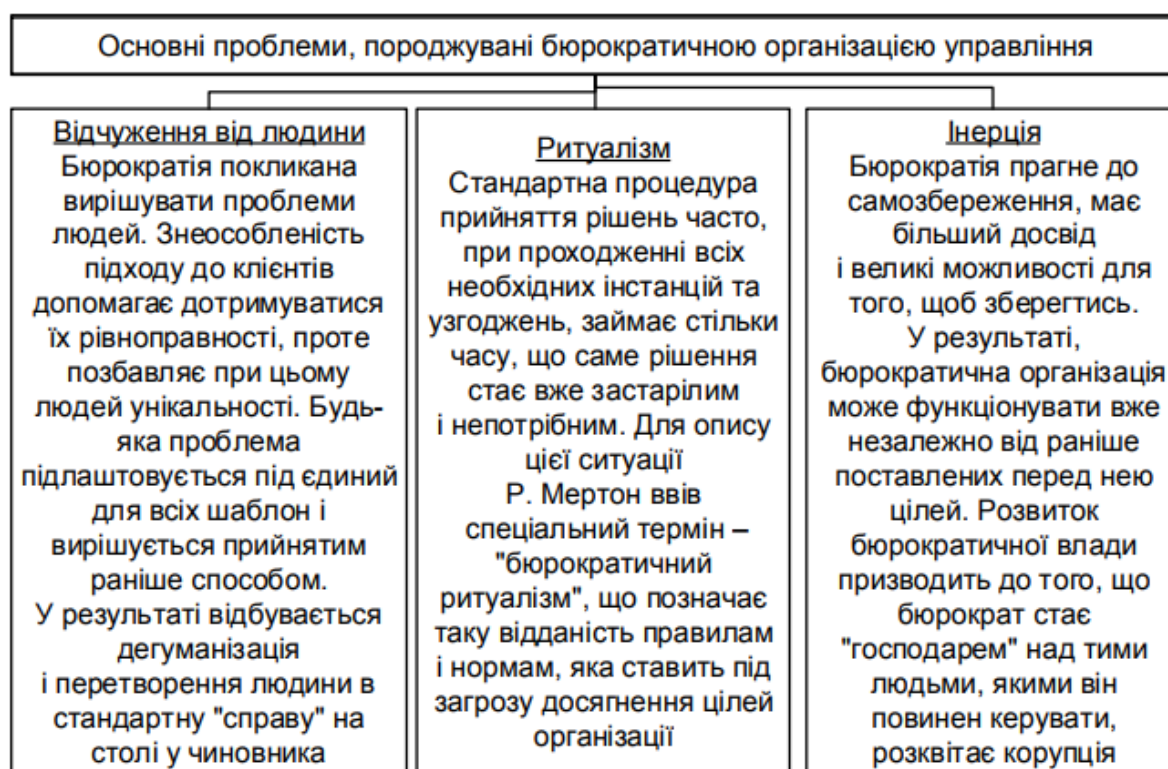 Основні проблеми, породжувані бюрократичною організацією управління
Відчуження від людини
Бюрократія покликана
вирішувати проблеми
людей. Знеособленість
підходу до клієнтів
допомагає дотримуватися
їх рівноправності, проте
позбавляє при цьому
людей унікальності. Будь-
яка проблема
підлаштовується під єдиний
для всіх шаблон і
вирішується прийнятим
раніше способом.
У результаті відбувається
дегуманізація
і перетворення людини в
стандартну "справу" на
столі у чиновника
Ритуалізм
Стандартна процедура
прийняття рішень часто,
при проходженні всіх
необхідних інстанцій та
узгоджень, займає стільки
часу, що саме рішення
стає вже застарілим
і непотрібним. Для опису
цієї ситуації
Р. Мертон ввів
спеціальний термін –
"бюрократичний
ритуалізм", що позначає
таку відданість правилам
і нормам, яка ставить під
загрозу досягнення цілей
організації
Інерція
Бюрократія прагне до
самозбереження, має
більший досвід
і великі можливості для
того, щоб зберегтись.
У результаті,
бюрократична організація
може функціонувати вже
незалежно від раніше
поставлених перед нею
цілей. Розвиток
бюрократичної влади
призводить до того, що
бюрократ стає
"господарем" над тими
людьми, якими він
повинен керувати,
розквітає корупція